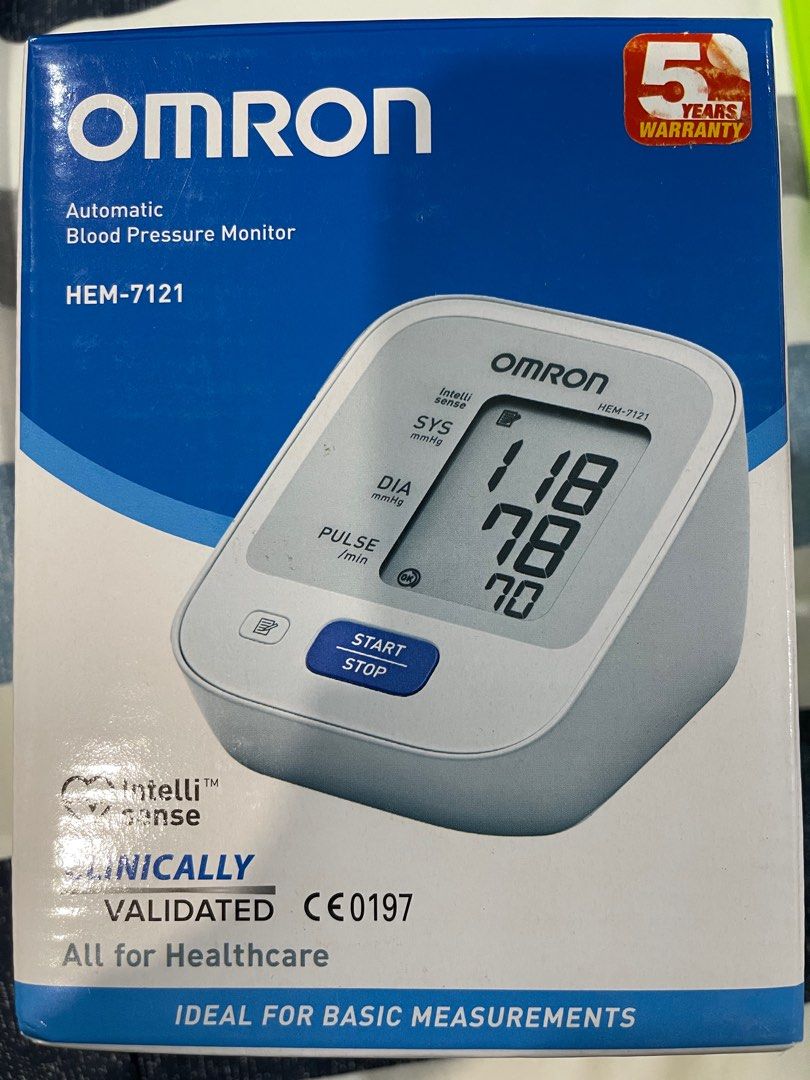 OMRON
5
YEARS
WARRANTY
Automatic
Blood Pressure Monitor
HEM-7121
OMRON
HEM-7121
Intelli
sense
SYS
mmHg
118
DIA
mmHg
78
PULSE
/min
70
OK
START
STOP
Intelli™
sense
CLINICALLY
VALIDATED CE0197
All for Healthcare
IDEAL FOR BASIC MEASUREMENTS